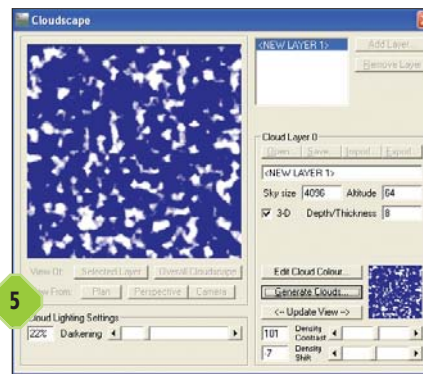 Cloudscape
<NEW LAYER 1>
Add Layer...
Remove Layer
Cloud Layer 0
Open... Save... Import... Export...
<NEW LAYER 1>
Sky size 4096 Altitude 64
3-D Depth/Thickness 8
View Of: Selected Layer Overall Cloudscape
View From: Plan Perspective Camera
5
Cloud Lighting Settings
22% Darkening
Edit Cloud Colour...
Generate Clouds...
<-- Update View -->
101 Density Contrast
-7 Density Shift